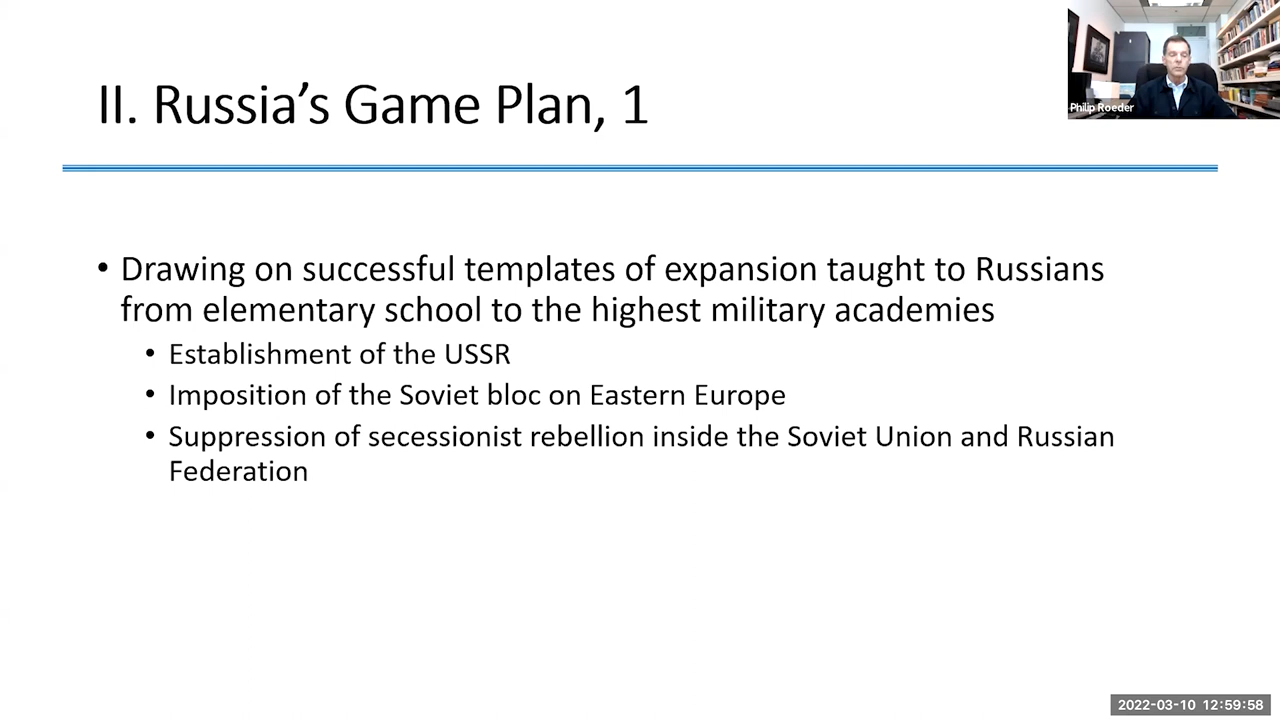 II. Russia’s Game Plan, 1
Philip Roeder
• Drawing on successful templates of expansion taught to Russians
from elementary school to the highest military academies
• Establishment of the USSR
• Imposition of the Soviet bloc on Eastern Europe
• Suppression of secessionist rebellion inside the Soviet Union and Russian
Federation
2022-03-10 12:59:58